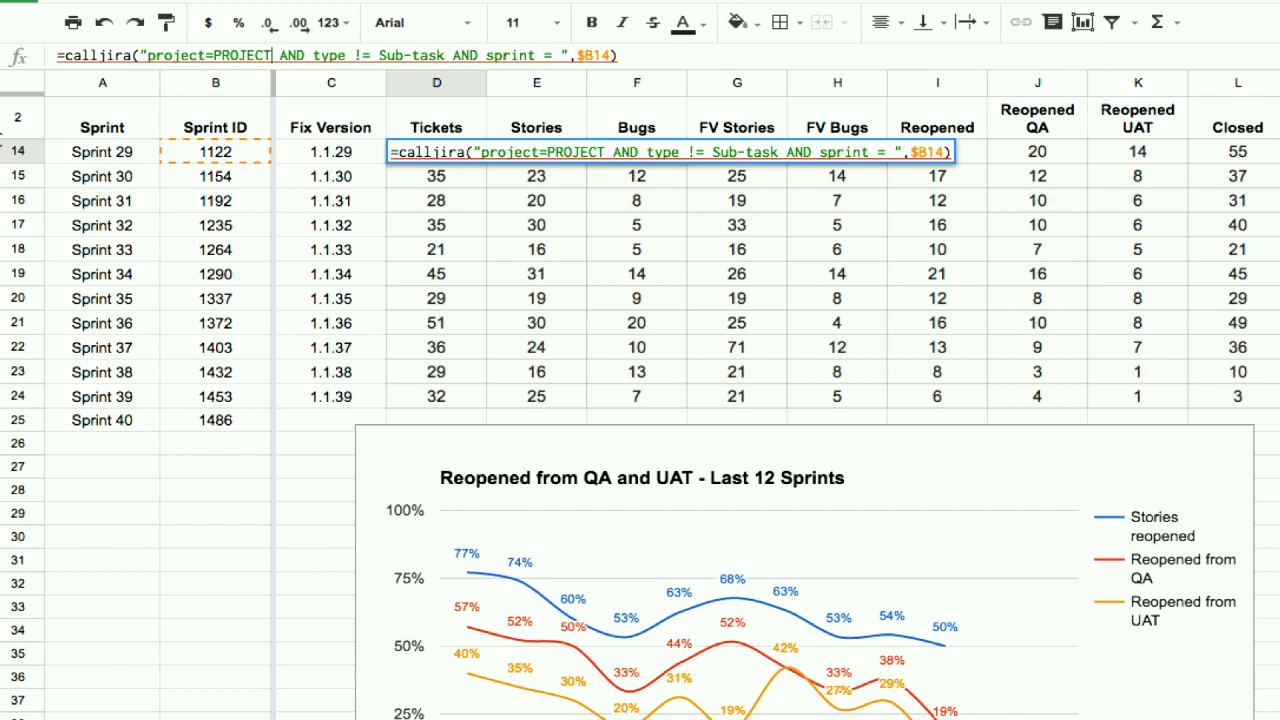 $ % .0 .00 123 Arial 11 B I S A Σ
fx =calljira("project=PROJECT AND type != Sub-task AND sprint = ",$B14)
A B C D E F G H I J K L
2 Sprint Sprint ID Fix Version Tickets Stories Bugs FV Stories FV Bugs Reopened Reopened QA Reopened UAT Closed
14 Sprint 29 1122 1.1.29 =calljira("project=PROJECT AND type != Sub-task AND sprint = ",$B14) 20 14 55
15 Sprint 30 1154 1.1.30 35 23 12 25 14 17 12 8 37
16 Sprint 31 1192 1.1.31 28 20 8 19 7 12 10 6 31
17 Sprint 32 1235 1.1.32 35 30 5 33 5 16 10 6 40
18 Sprint 33 1264 1.1.33 21 16 5 16 6 10 7 5 21
19 Sprint 34 1290 1.1.34 45 31 14 26 14 21 16 6 45
20 Sprint 35 1337 1.1.35 29 19 9 19 8 12 8 8 29
21 Sprint 36 1372 1.1.36 51 30 20 25 4 16 10 8 49
22 Sprint 37 1403 1.1.37 36 24 10 71 12 13 9 7 36
23 Sprint 38 1432 1.1.38 29 16 13 21 8 8 3 1 10
24 Sprint 39 1453 1.1.39 32 25 7 21 5 6 4 1 3
25 Sprint 40 1486
26
27
28
29
30
31
32
33
34
35
36
37
Reopened from QA and UAT - Last 12 Sprints
100%
75%
50%
25%
77% 74% 60% 53% 63% 68% 63% 53% 54% 50%
57% 52% 50% 33% 44% 52% 33% 38% 19%
40% 35% 30% 20% 31% 19% 42% 27% 29%
Stories
reopened
Reopened from
QA
Reopened from
UAT